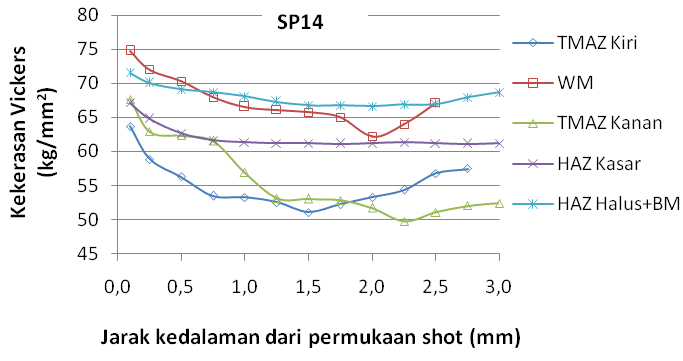 SP14
80
75
70
65
60
55
50
45
Kekerasan Vickers
(kg/mm²)
0,0 0,5 1,0 1,5 2,0 2,5 3,0
Jarak kedalaman dari permukaan shot (mm)
TMAZ Kiri
WM
TMAZ Kanan
HAZ Kasar
HAZ Halus+BM